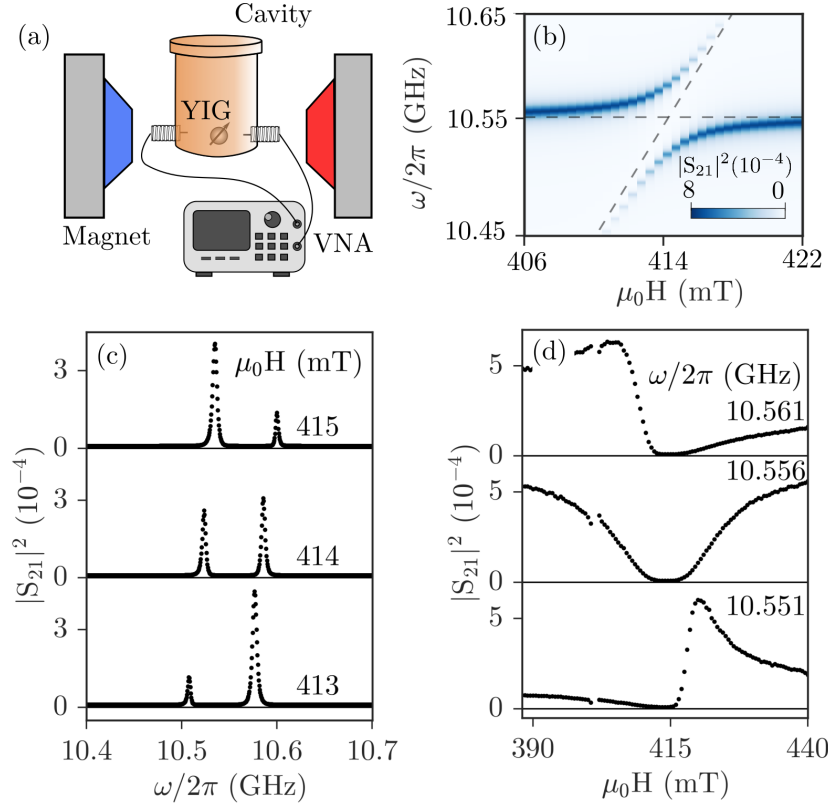 (a)
Cavity
YIG
Magnet
VNA
(b)
10.65
10.55
10.45
ω/2π (GHz)
|S₂₁|²(10⁻⁴)
8 0
406 414 422
μ₀H (mT)
(c)
μ₀H (mT)
3
0
415
3
0
414
3
0
413
|S₂₁|² (10⁻⁴)
10.4 10.5 10.6 10.7
ω/2π (GHz)
(d)
ω/2π (GHz)
5
0
10.561
5
0
10.556
5
0
10.551
|S₂₁|² (10⁻⁴)
390 415 440
μ₀H (mT)